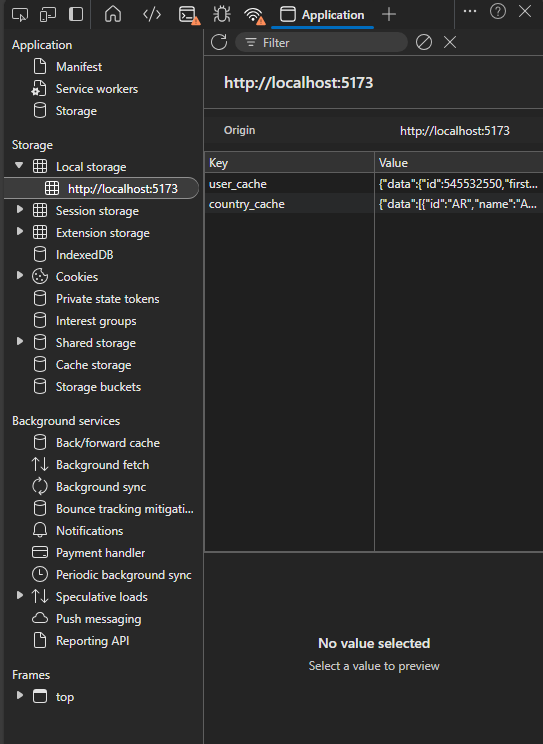 Application
Filter
Application
Manifest
Service workers
Storage
Storage
Local storage
http://localhost:5173
Session storage
Extension storage
IndexedDB
Cookies
Private state tokens
Interest groups
Shared storage
Cache storage
Storage buckets
Background services
Back/forward cache
Background fetch
Background sync
Bounce tracking mitigati...
Notifications
Payment handler
Periodic background sync
Speculative loads
Push messaging
Reporting API
Frames
top
http://localhost:5173
Origin http://localhost:5173
Key Value
user_cache {"data":{"id":545532550,"first...
country_cache {"data":[{"id":"AR","name":"A...
No value selected
Select a value to preview